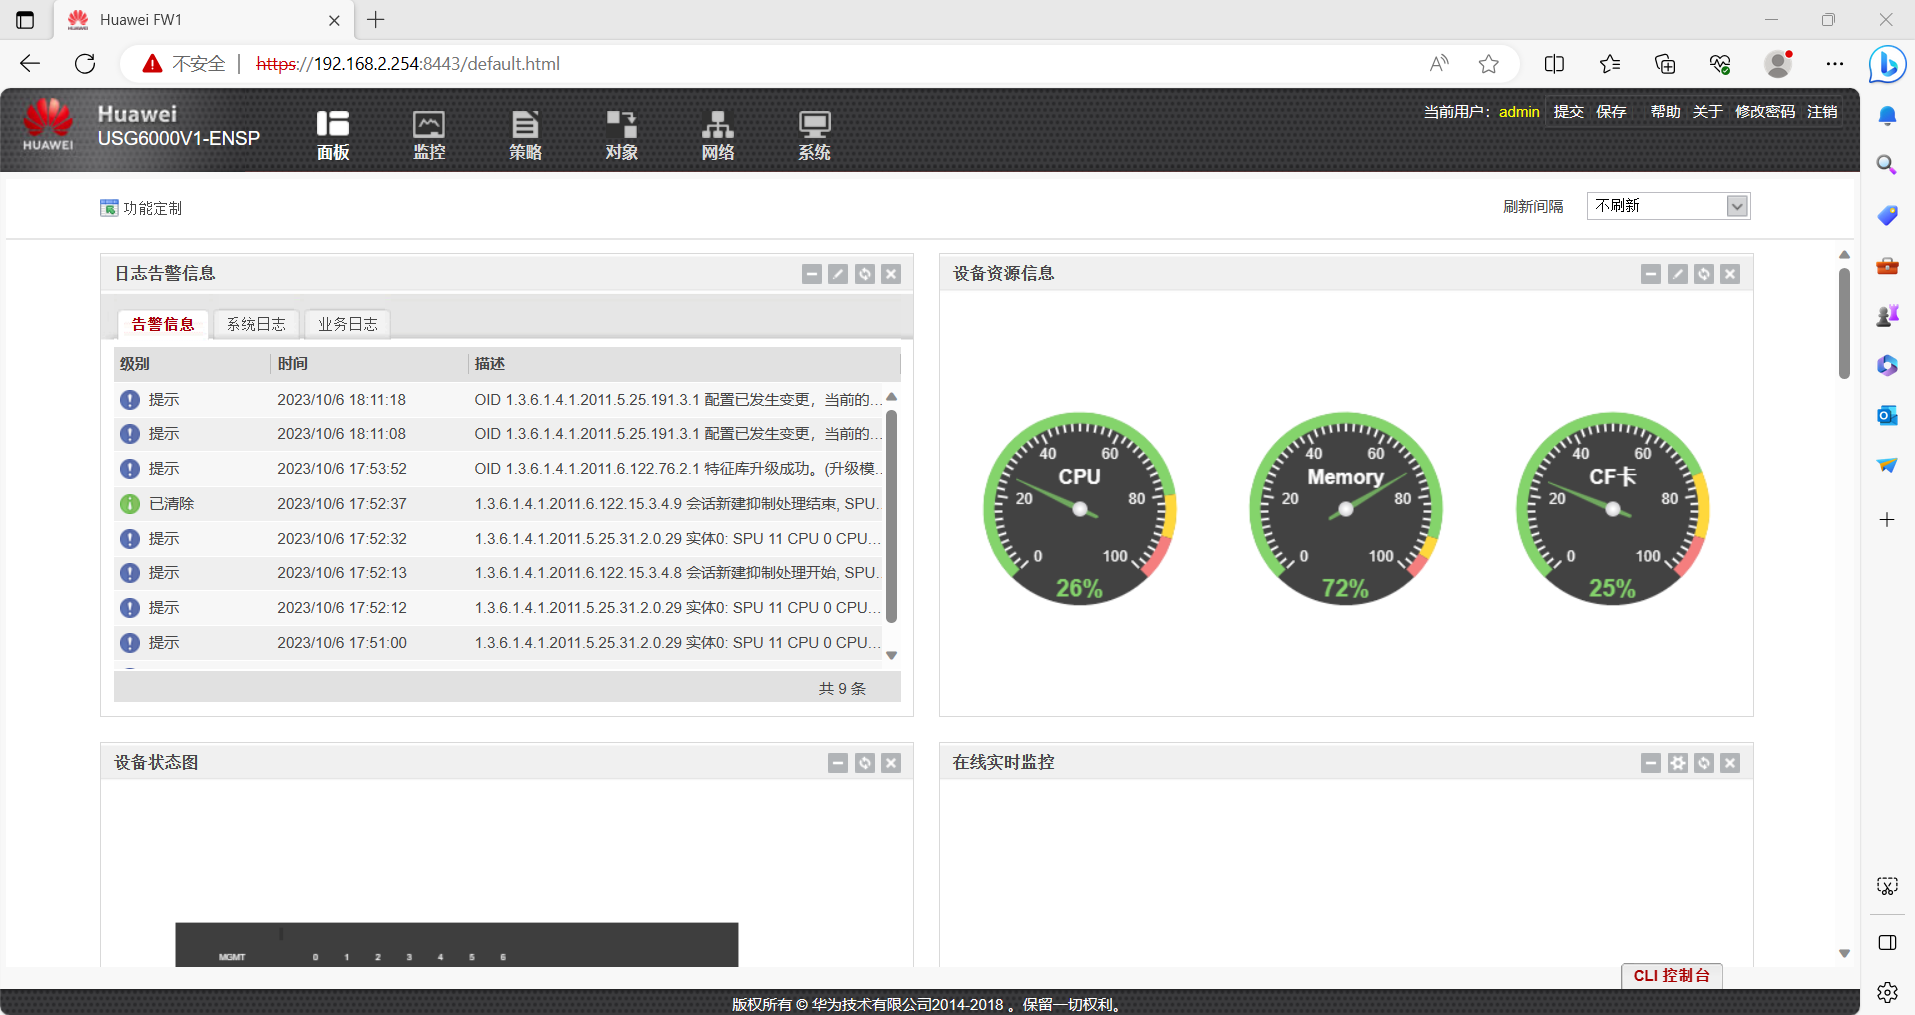 Huawei FW1
不安全 | https://192.168.2.254:8443/default.html
HUAWEI
Huawei
USG6000V1-ENSP
面板 监控 策略 对象 网络 系统
当前用户: admin 提交 保存 帮助 关于 修改密码 注销
功能定制
刷新间隔 不刷新
日志告警信息
告警信息 系统日志 业务日志
级别 时间 描述
提示 2023/10/6 18:11:18 OID 1.3.6.1.4.1.2011.5.25.191.3.1 配置已发生变更，当前的...
提示 2023/10/6 18:11:08 OID 1.3.6.1.4.1.2011.5.25.191.3.1 配置已发生变更，当前的...
提示 2023/10/6 17:53:52 OID 1.3.6.1.4.1.2011.6.122.76.2.1 特征库升级成功。(升级模...
已清除 2023/10/6 17:52:37 1.3.6.1.4.1.2011.6.122.15.3.4.9 会话新建抑制处理结束, SPU...
提示 2023/10/6 17:52:32 1.3.6.1.4.1.2011.5.25.31.2.0.29 实体0: SPU 11 CPU 0 CPU...
提示 2023/10/6 17:52:13 1.3.6.1.4.1.2011.6.122.15.3.4.8 会话新建抑制处理开始, SPU...
提示 2023/10/6 17:52:12 1.3.6.1.4.1.2011.5.25.31.2.0.29 实体0: SPU 11 CPU 0 CPU...
提示 2023/10/6 17:51:00 1.3.6.1.4.1.2011.5.25.31.2.0.29 实体0: SPU 11 CPU 0 CPU...
共 9 条
设备资源信息
40 60
CPU
20 80
0 100
26%
40 60
Memory
20 80
0 100
72%
40 60
CF卡
20 80
0 100
25%
设备状态图
MGMT 0 1 2 3 4 5 6
在线实时监控
CLI 控制台
版权所有 © 华为技术有限公司2014-2018 。保留一切权利。